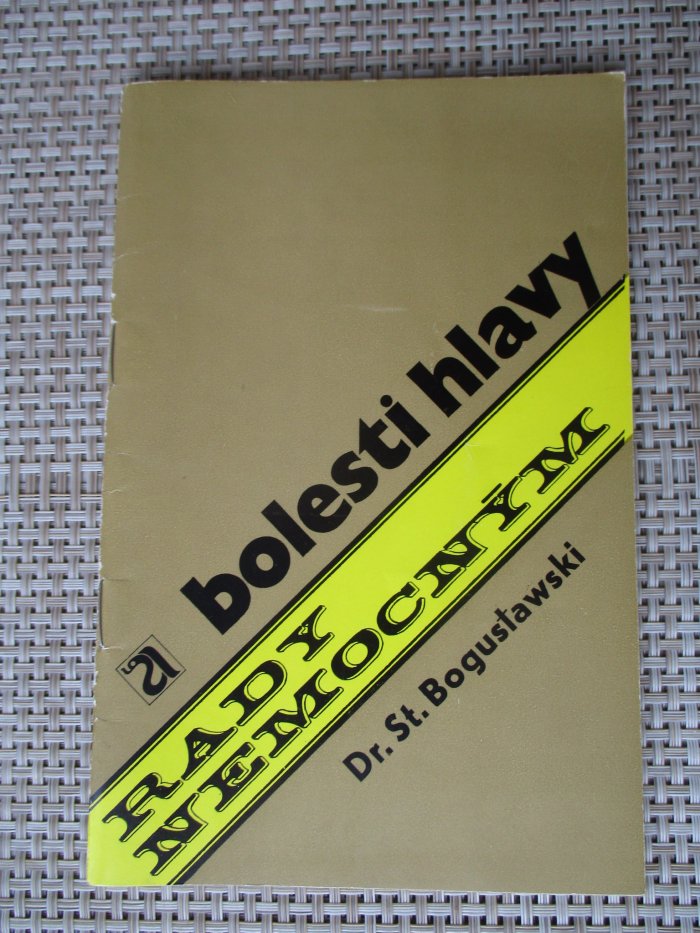 bolesti hlavy
RADY
NEMOCNÝM
Dr. St. Bogusławski